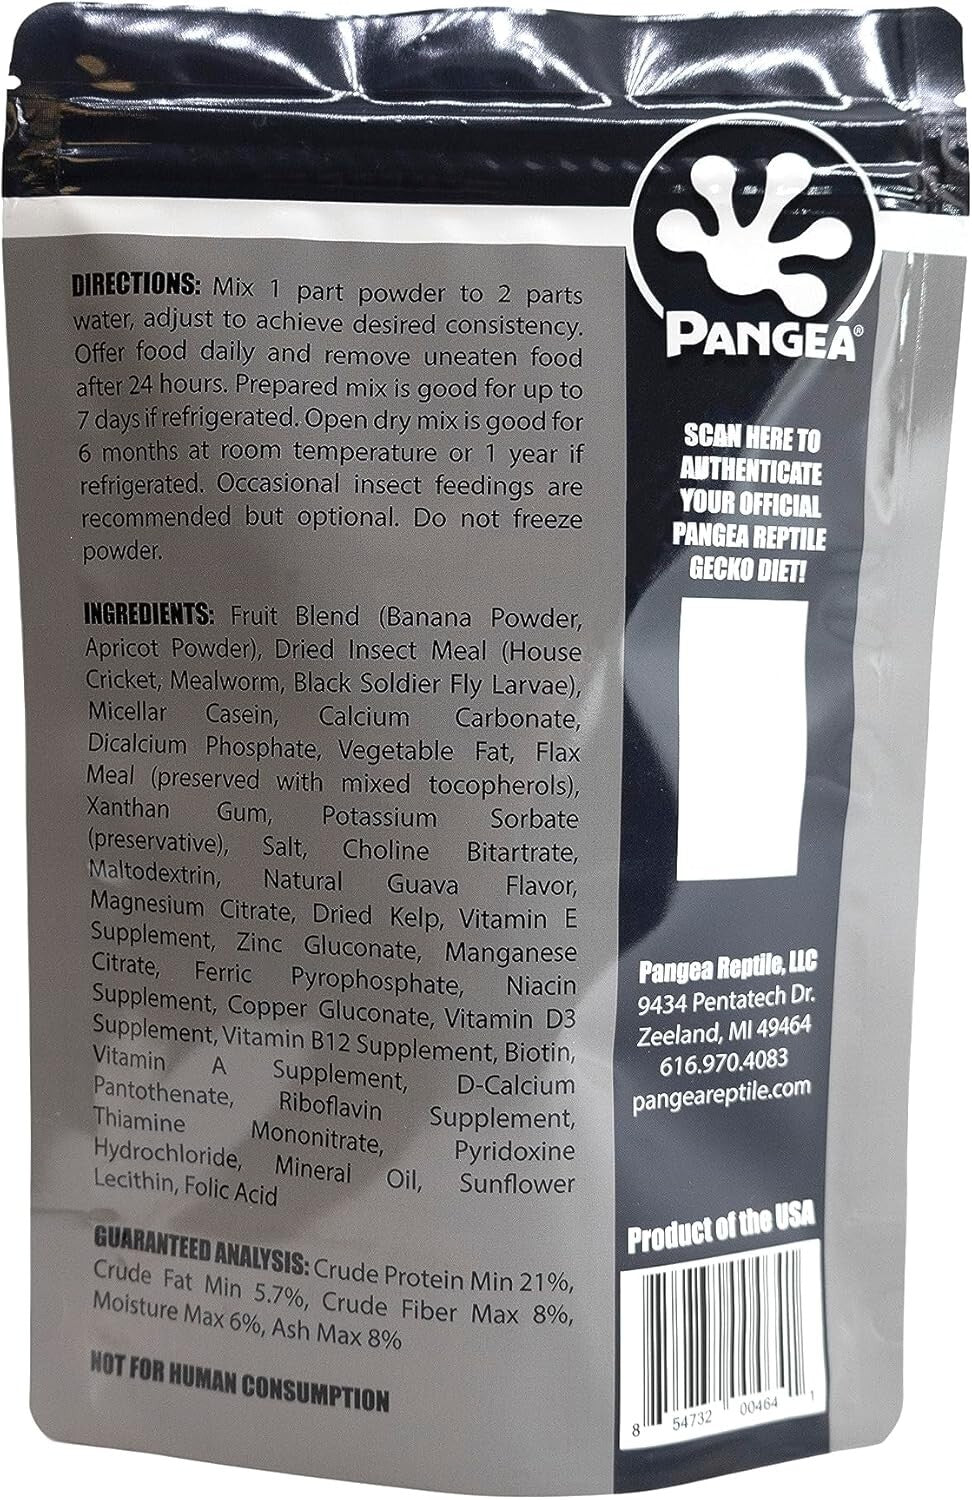 DIRECTIONS: Mix 1 part powder to 2 parts
water, adjust to achieve desired consistency.
Offer food daily and remove uneaten food
after 24 hours. Prepared mix is good for up to
7 days if refrigerated. Open dry mix is good for
6 months at room temperature or 1 year if
refrigerated. Occasional insect feedings are
recommended but optional. Do not freeze
powder.
INGREDIENTS: Fruit Blend (Banana Powder,
Apricot Powder), Dried Insect Meal (House
Cricket, Mealworm, Black Soldier Fly Larvae),
Micellar Casein, Calcium Carbonate,
Dicalcium Phosphate, Vegetable Fat, Flax
Meal (preserved with mixed tocopherols),
Xanthan Gum, Potassium Sorbate
(preservative), Salt, Choline Bitartrate,
Maltodextrin, Natural Guava Flavor,
Magnesium Citrate, Dried Kelp, Vitamin E
Supplement, Zinc Gluconate, Manganese
Citrate, Ferric Pyrophosphate, Niacin
Supplement, Copper Gluconate, Vitamin D3
Supplement, Vitamin B12 Supplement, Biotin,
Vitamin A Supplement, D-Calcium
Pantothenate, Riboflavin Supplement,
Thiamine Mononitrate, Pyridoxine
Hydrochloride, Mineral Oil, Sunflower
Lecithin, Folic Acid
GUARANTEED ANALYSIS: Crude Protein Min 21%,
Crude Fat Min 5.7%, Crude Fiber Max 8%,
Moisture Max 6%, Ash Max 8%
NOT FOR HUMAN CONSUMPTION
PANGEA®
SCAN HERE TO
AUTHENTICATE
YOUR OFFICIAL
PANGEA REPTILE
GECKO DIET!
Pangea Reptile, LLC
9434 Pentatech Dr.
Zeeland, MI 49464
616.970.4083
pangeareptile.com
Product of the USA
8 54732 00464 1